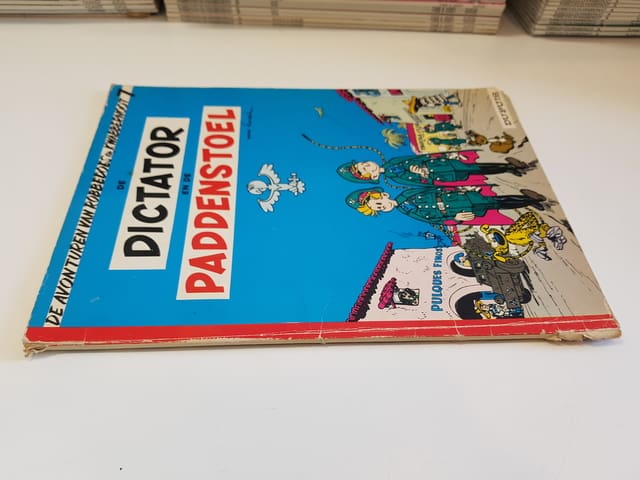 DE AVONTUREN VAN ROBBEDOES EN KWABBERNOOT 7
DE
DICTATOR
EN DE
PADDENSTOEL
PULQUES FINOS
DUPUIS